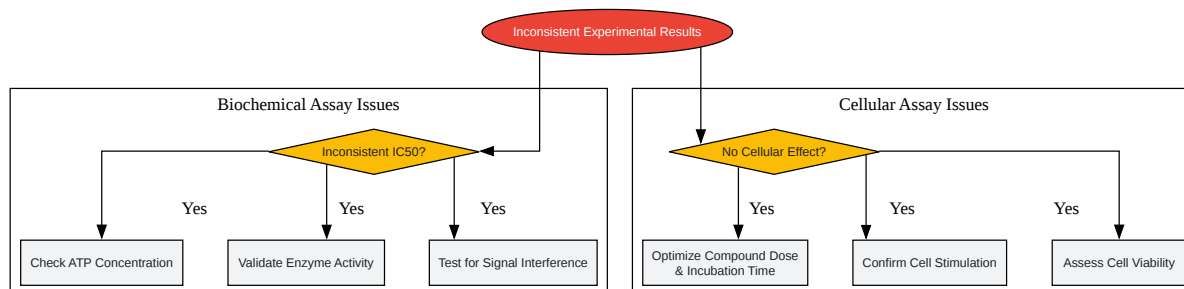 Inconsistent Experimental Results
Biochemical Assay Issues
Cellular Assay Issues
Inconsistent IC50?
No Cellular Effect?
Yes
Yes
Yes
Yes
Yes
Yes
Check ATP Concentration
Validate Enzyme Activity
Test for Signal Interference
Optimize Compound Dose
& Incubation Time
Confirm Cell Stimulation
Assess Cell Viability